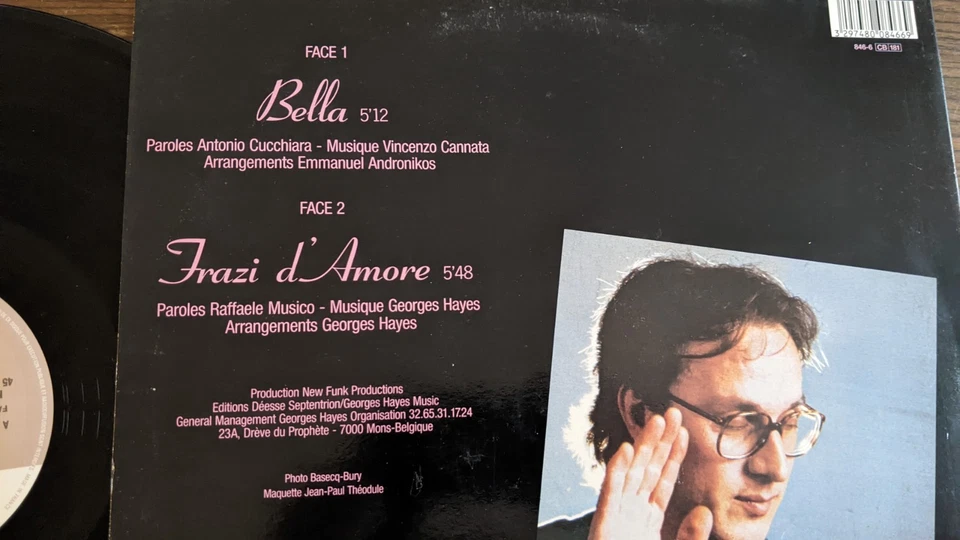 3297480084669
846-6 CB 181
FACE 1
Bella 5'12
Paroles Antonio Cucchiara - Musique Vincenzo Cannata
Arrangements Emmanuel Andronikos
FACE 2
Frazi d'Amore 5'48
Paroles Raffaele Musico - Musique Georges Hayes
Arrangements Georges Hayes
Production New Funk Productions
Editions Déesse Septentrion/Georges Hayes Music
General Management Georges Hayes Organisation 32.65.31.17.24
23A, Drève du Prophète - 7000 Mons-Belgique
Photo Basecq-Bury
Maquette Jean-Paul Théodule
45